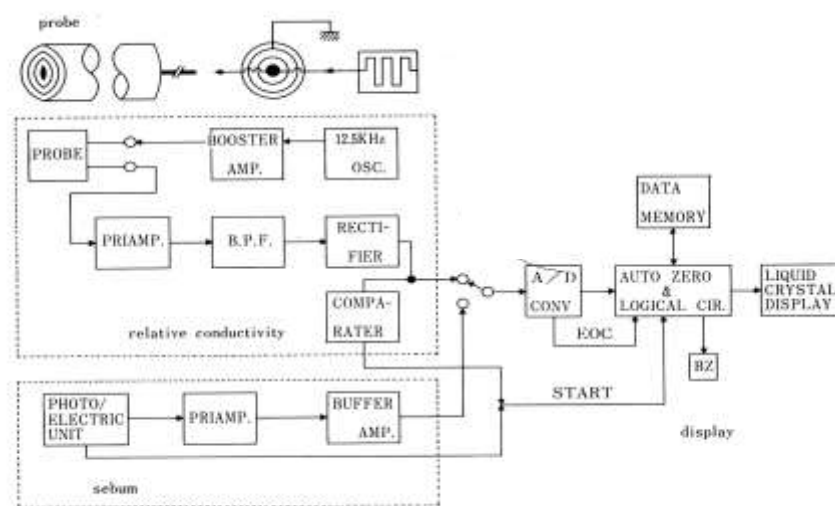 probe
PROBE
BOOSTER
AMP.
12.5KHz
OSC.
PRIAMP.
B.P.F.
RECTI-
FIER
COMPA-
RATER
relative conductivity
A/D
CONV
EOC
DATA
MEMORY
AUTO ZERO
&
LOGICAL CIR.
LIQUID
CRYSTAL
DISPLAY
BZ
START
display
PHOTO/
ELECTRIC
UNIT
PRIAMP.
BUFFER
AMP.
sebum